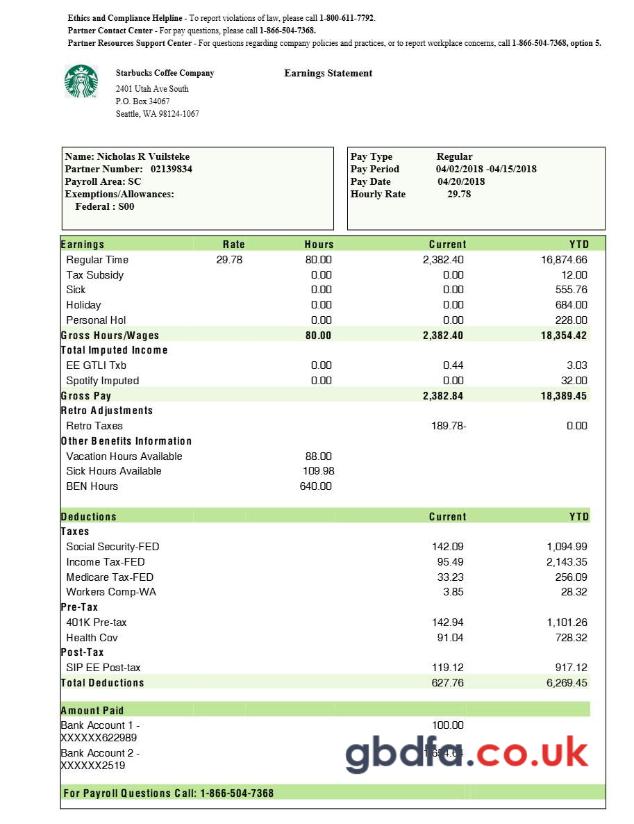 Ethics and Compliance Helpline - To report violations of law, please call 1-800-611-7792.
Partner Contact Center - For pay questions, please call 1-866-504-7368.
Partner Resources Support Center - For questions regarding company policies and practices, or to report workplace concerns, call 1-866-504-7368, option 5.
Starbucks Coffee Company Earnings Statement
2401 Utah Ave South
P.O. Box 34067
Seattle, WA 98124-1067
Name: Nicholas R Vuilsteke
Partner Number: 02139834
Payroll Area: SC
Exemptions/Allowances:
Federal : S00
Pay Type Regular
Pay Period 04/02/2018 -04/15/2018
Pay Date 04/20/2018
Hourly Rate 29.78
Earnings Rate Hours Current YTD
Regular Time 29.78 80.00 2,382.40 16,874.66
Tax Subsidy 0.00 0.00 12.00
Sick 0.00 0.00 555.76
Holiday 0.00 0.00 684.00
Personal Hol 0.00 0.00 228.00
Gross Hours/Wages 80.00 2,382.40 18,354.42
Total Imputed Income
EE GTLI Txb 0.00 0.44 3.03
Spotify Imputed 0.00 0.00 32.00
Gross Pay 2,382.84 18,389.45
Retro Adjustments
Retro Taxes 189.78- 0.00
Other Benefits Information
Vacation Hours Available 88.00
Sick Hours Available 109.98
BEN Hours 640.00
Deductions Current YTD
Taxes
Social Security-FED 142.09 1,094.99
Income Tax-FED 95.49 2,143.35
Medicare Tax-FED 33.23 256.09
Workers Comp-WA 3.85 28.32
Pre-Tax
401K Pre-tax 142.94 1,101.26
Health Cov 91.04 728.32
Post-Tax
SIP EE Post-tax 119.12 917.12
Total Deductions 627.76 6,269.45
Amount Paid
Bank Account 1 - 100.00
XXXXXX622989
Bank Account 2 -
XXXXXX2519
gbdfa.co.uk
For Payroll Questions Call: 1-866-504-7368